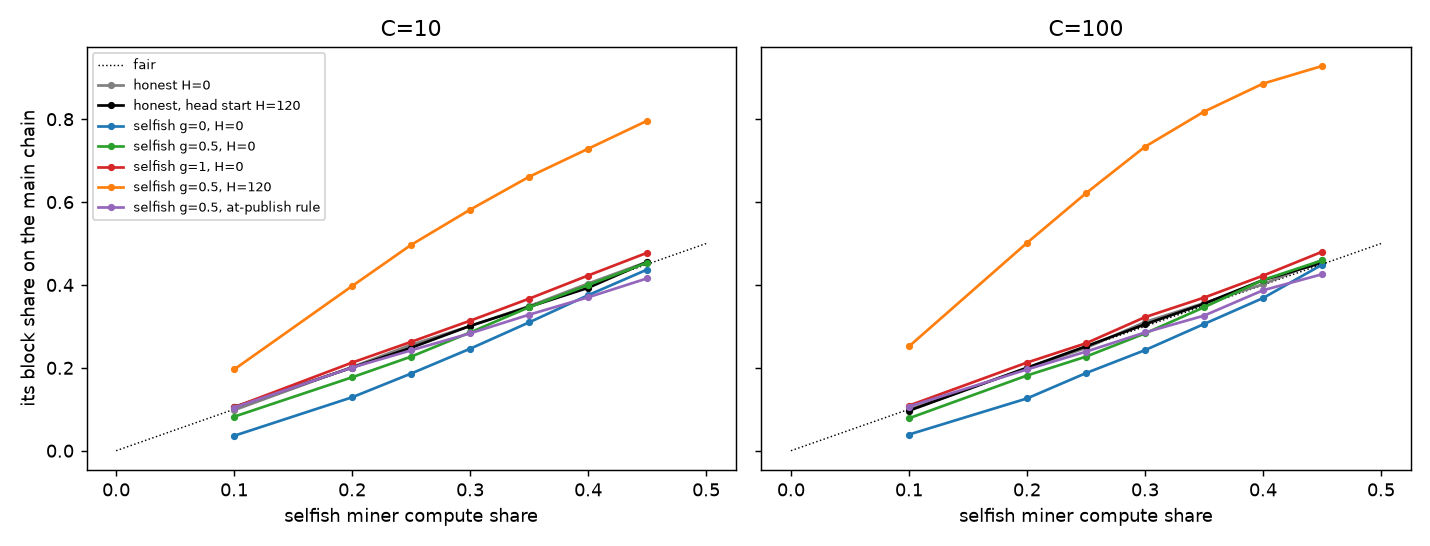 C=10
C=100
its block share on the main chain
0.8
0.6
0.4
0.2
0.0
fair
honest H=0
honest, head start H=120
selfish g=0, H=0
selfish g=0.5, H=0
selfish g=1, H=0
selfish g=0.5, H=120
selfish g=0.5, at-publish rule
0.0 0.1 0.2 0.3 0.4 0.5
0.0 0.1 0.2 0.3 0.4 0.5
selfish miner compute share
selfish miner compute share